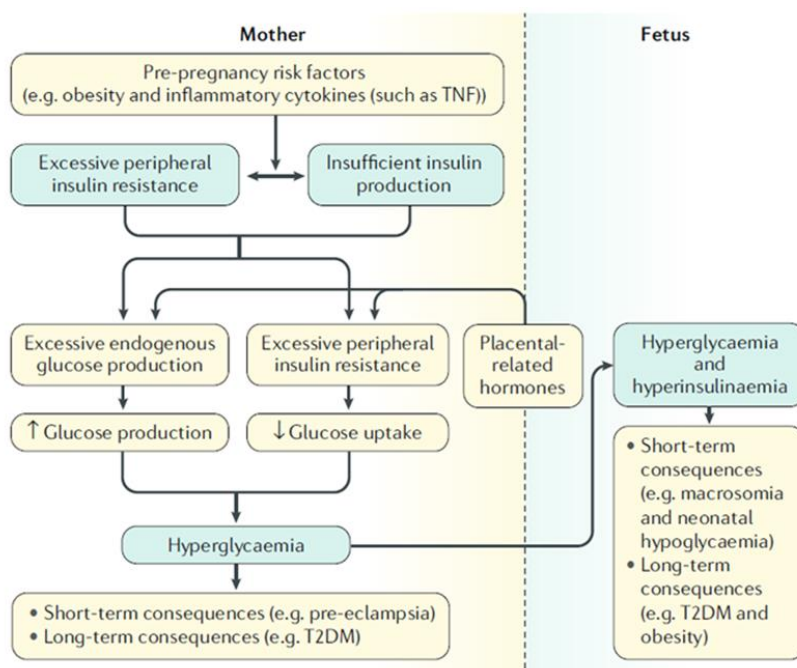 Mother
Fetus
Pre-pregnancy risk factors
(e.g. obesity and inflammatory cytokines (such as TNF))
Excessive peripheral
insulin resistance
Insufficient insulin
production
Excessive endogenous
glucose production
Excessive peripheral
insulin resistance
Placental-
related
hormones
Hyperglycaemia
and
hyperinsulinaemia
↑ Glucose production
↓ Glucose uptake
• Short-term
consequences
(e.g. macrosomia
and neonatal
hypoglycaemia)
• Long-term
consequences
(e.g. T2DM and
obesity)
Hyperglycaemia
• Short-term consequences (e.g. pre-eclampsia)
• Long-term consequences (e.g. T2DM)